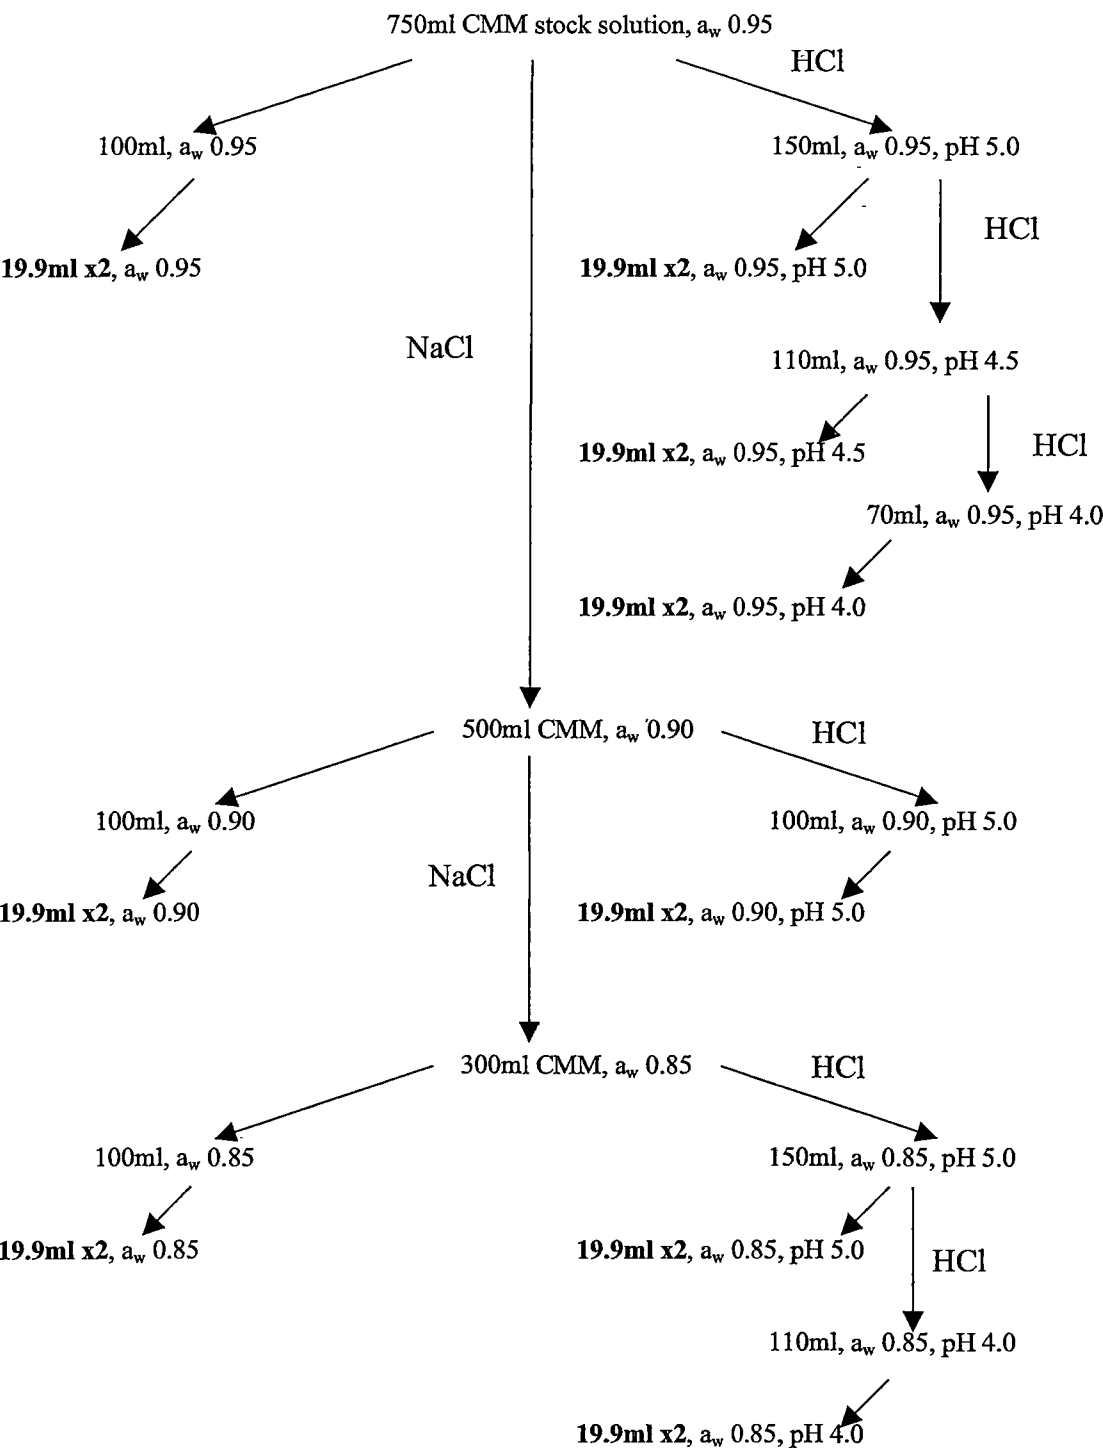 750ml CMM stock solution, aw 0.95
HCl
100ml, aw 0.95
150ml, aw 0.95, pH 5.0
HCl
19.9ml x2, aw 0.95
19.9ml x2, aw 0.95, pH 5.0
NaCl
110ml, aw 0.95, pH 4.5
19.9ml x2, aw 0.95, pH 4.5
HCl
70ml, aw 0.95, pH 4.0
19.9ml x2, aw 0.95, pH 4.0
500ml CMM, aw 0.90
HCl
100ml, aw 0.90
100ml, aw 0.90, pH 5.0
NaCl
19.9ml x2, aw 0.90
19.9ml x2, aw 0.90, pH 5.0
300ml CMM, aw 0.85
HCl
100ml, aw 0.85
150ml, aw 0.85, pH 5.0
19.9ml x2, aw 0.85
19.9ml x2, aw 0.85, pH 5.0
HCl
110ml, aw 0.85, pH 4.0
19.9ml x2, aw 0.85, pH 4.0